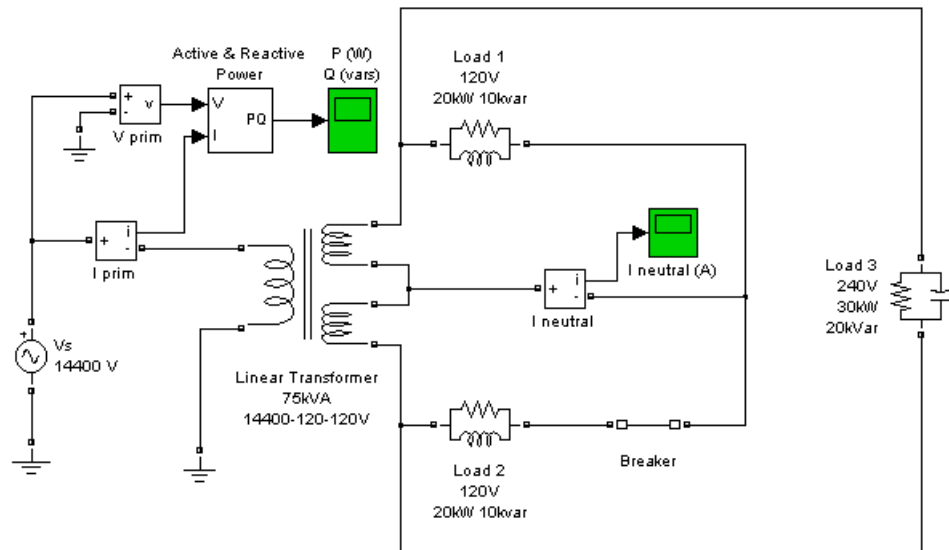 Active & Reactive
Power
P (W)
Q (vars)
Load 1
120V
20kW 10kvar
+
-
v
V
I
PQ
V prim
+
i
-
I prim
I neutral (A)
+
i
-
I neutral
Load 3
240V
30kW
20kVar
+
Vs
14400 V
Linear Transformer
75kVA
14400-120-120V
Breaker
Load 2
120V
20kW 10kvar